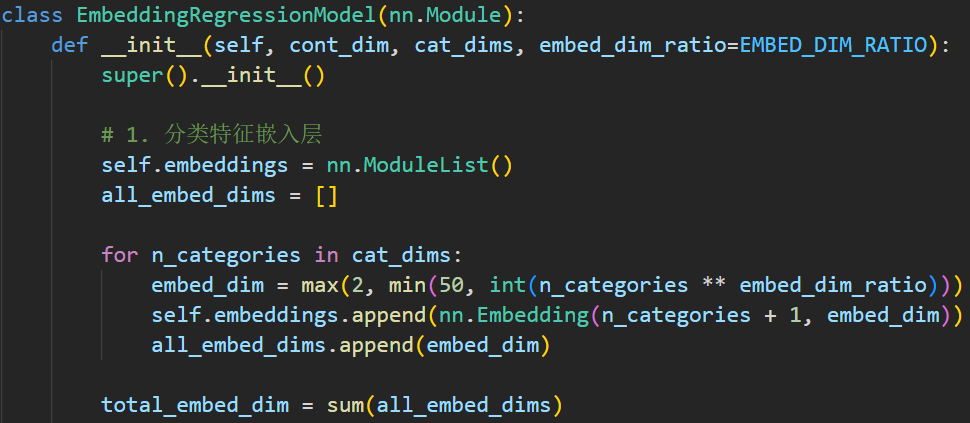 class EmbeddingRegressionModel(nn.Module):
    def __init__(self, cont_dim, cat_dims, embed_dim_ratio=EMBED_DIM_RATIO):
        super().__init__()
        # 1. 分类特征嵌入层
        self.embeddings = nn.ModuleList()
        all_embed_dims = []
        for n_categories in cat_dims:
            embed_dim = max(2, min(50, int(n_categories ** embed_dim_ratio)))
            self.embeddings.append(nn.Embedding(n_categories + 1, embed_dim))
            all_embed_dims.append(embed_dim)
        total_embed_dim = sum(all_embed_dims)